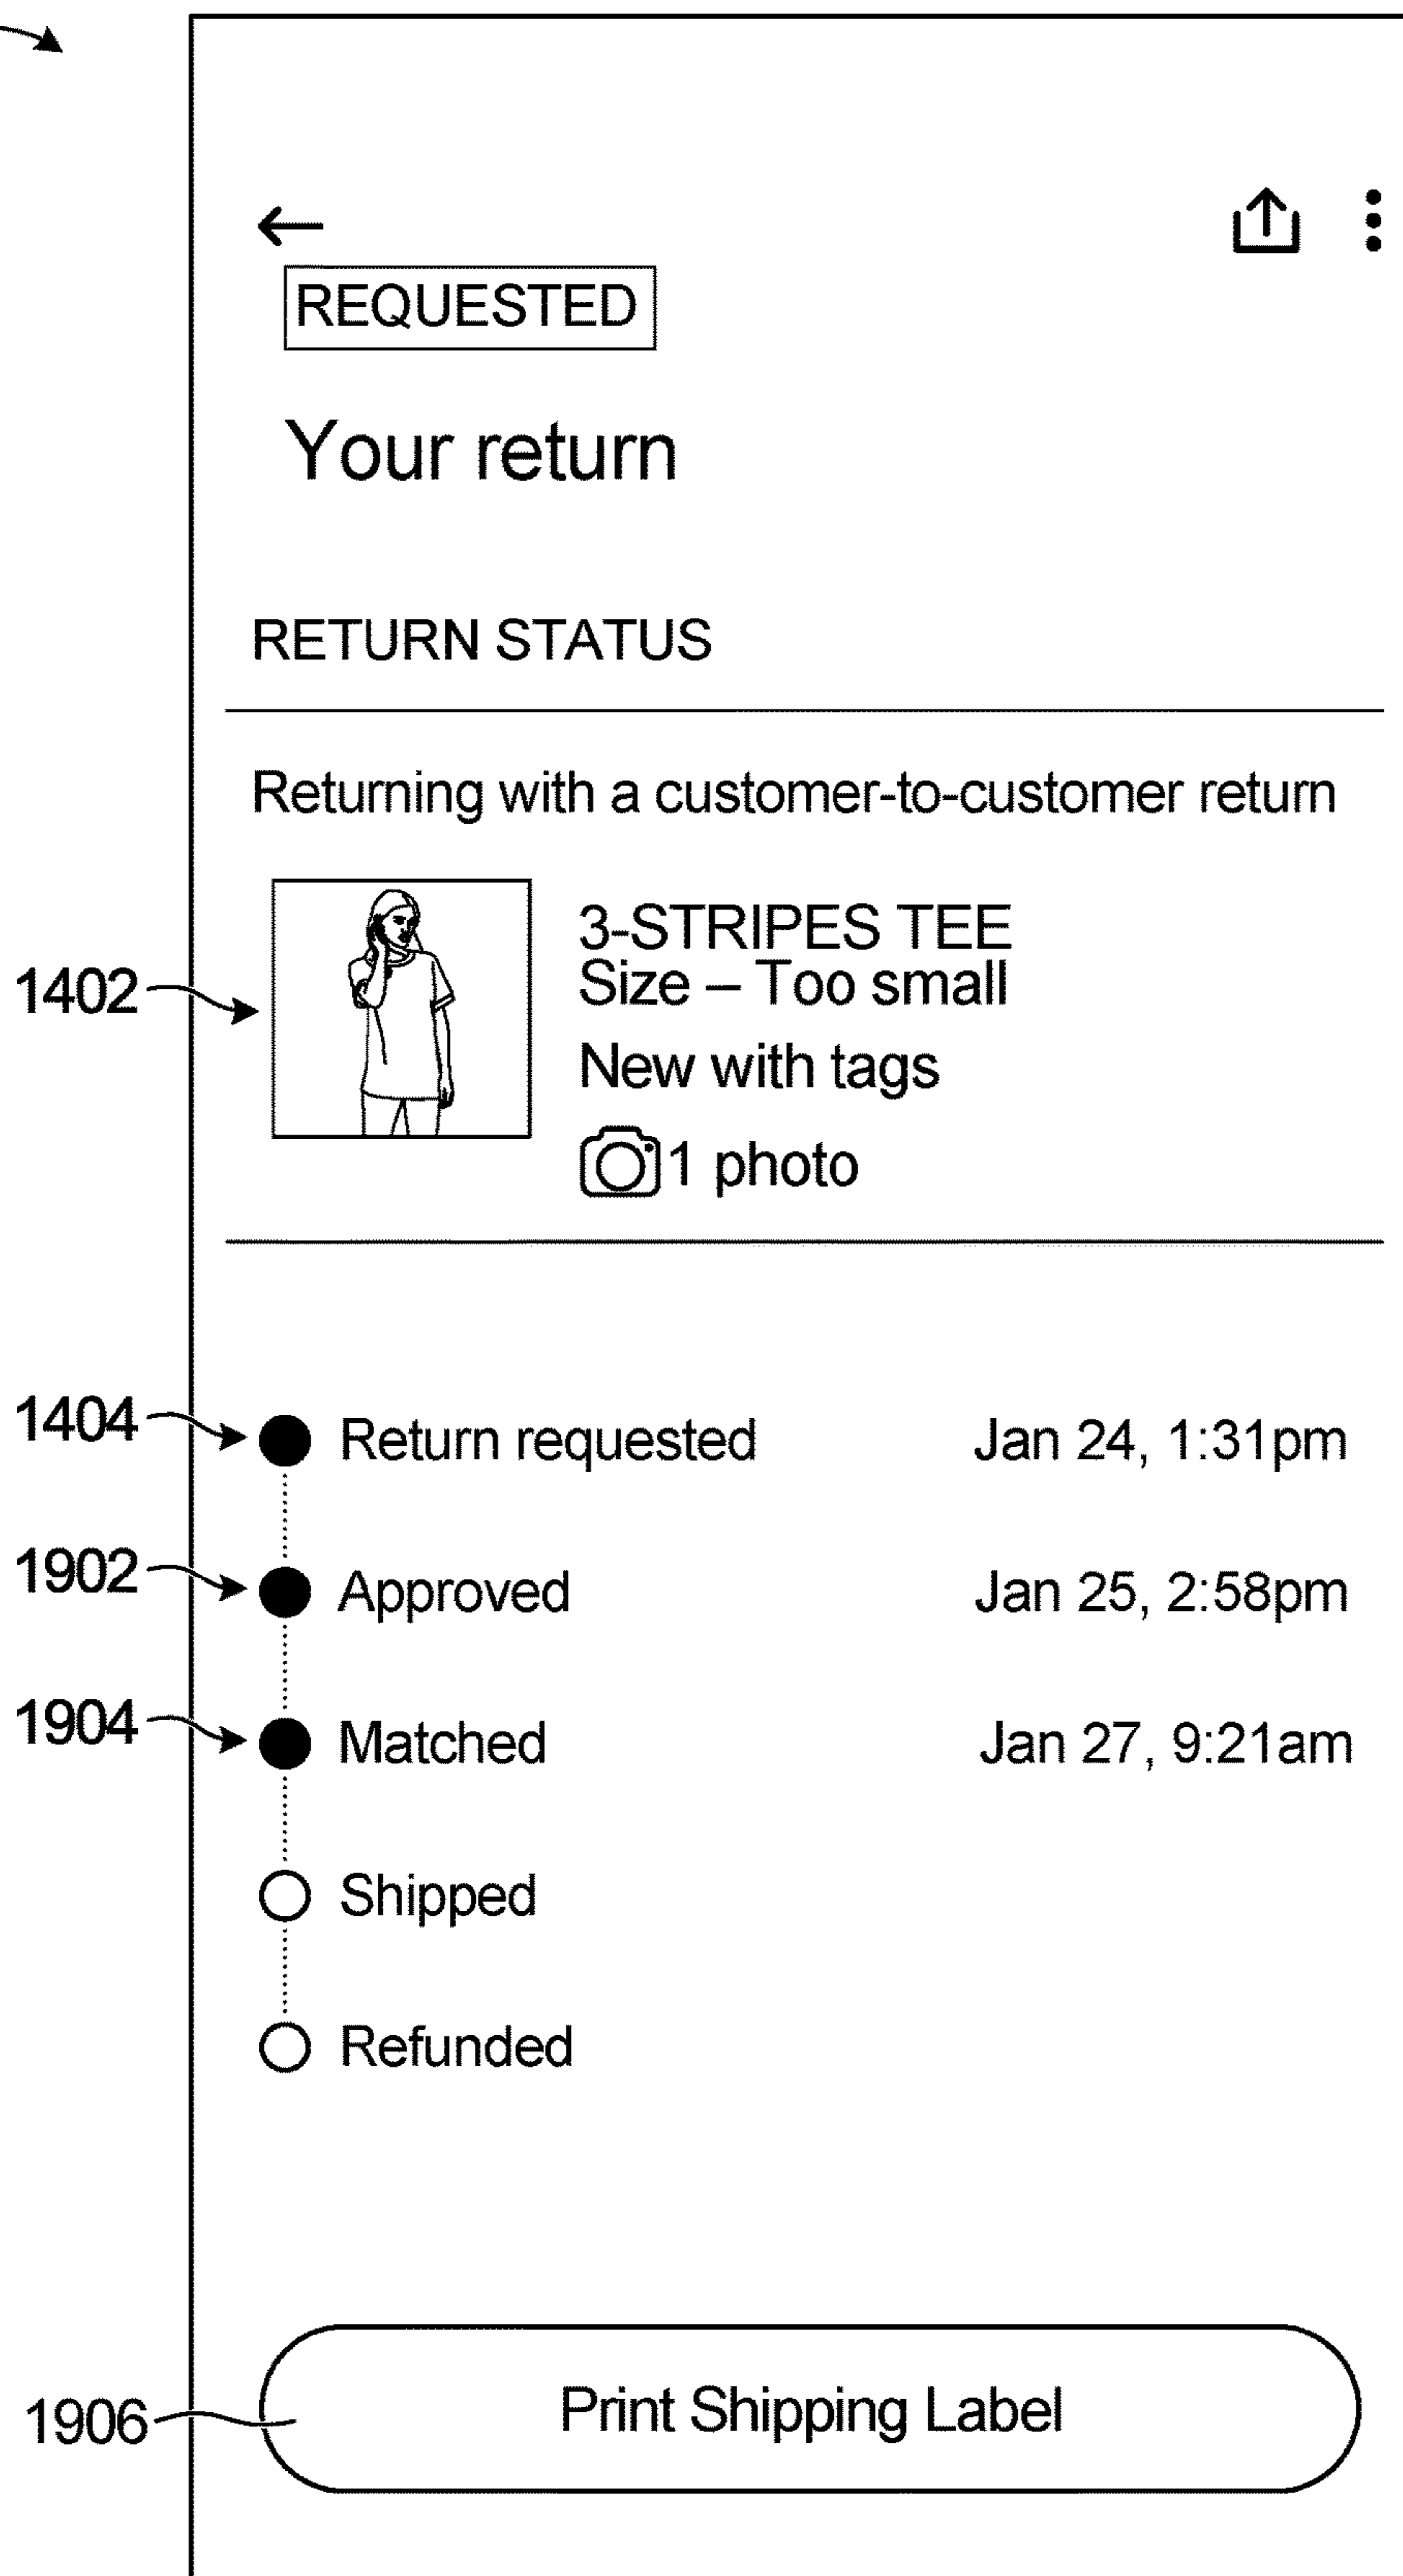 REQUESTED
Your return
RETURN STATUS
Returning with a customer-to-customer return
3-STRIPES TEE
Size – Too small
1402
New with tags
1 photo
1404
Return requested Jan 24, 1:31pm
1902
Approved Jan 25, 2:58pm
1904
Matched Jan 27, 9:21am
Shipped
Refunded
1906
Print Shipping Label